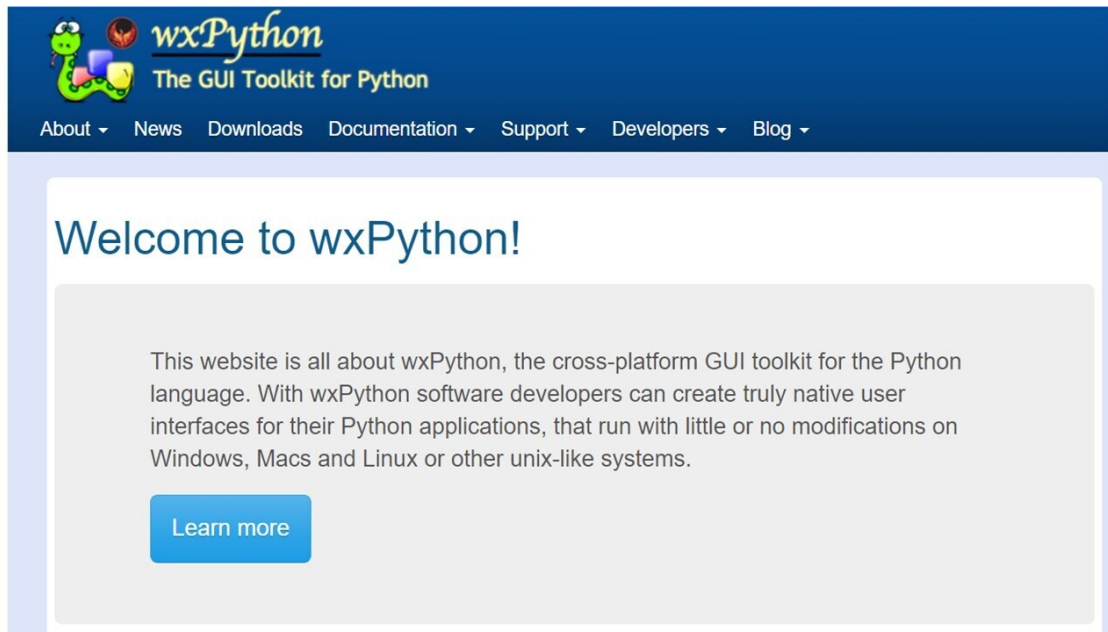 wxPython
The GUI Toolkit for Python
About News Downloads Documentation Support Developers Blog
Welcome to wxPython!
This website is all about wxPython, the cross-platform GUI toolkit for the Python
language. With wxPython software developers can create truly native user
interfaces for their Python applications, that run with little or no modifications on
Windows, Macs and Linux or other unix-like systems.
Learn more